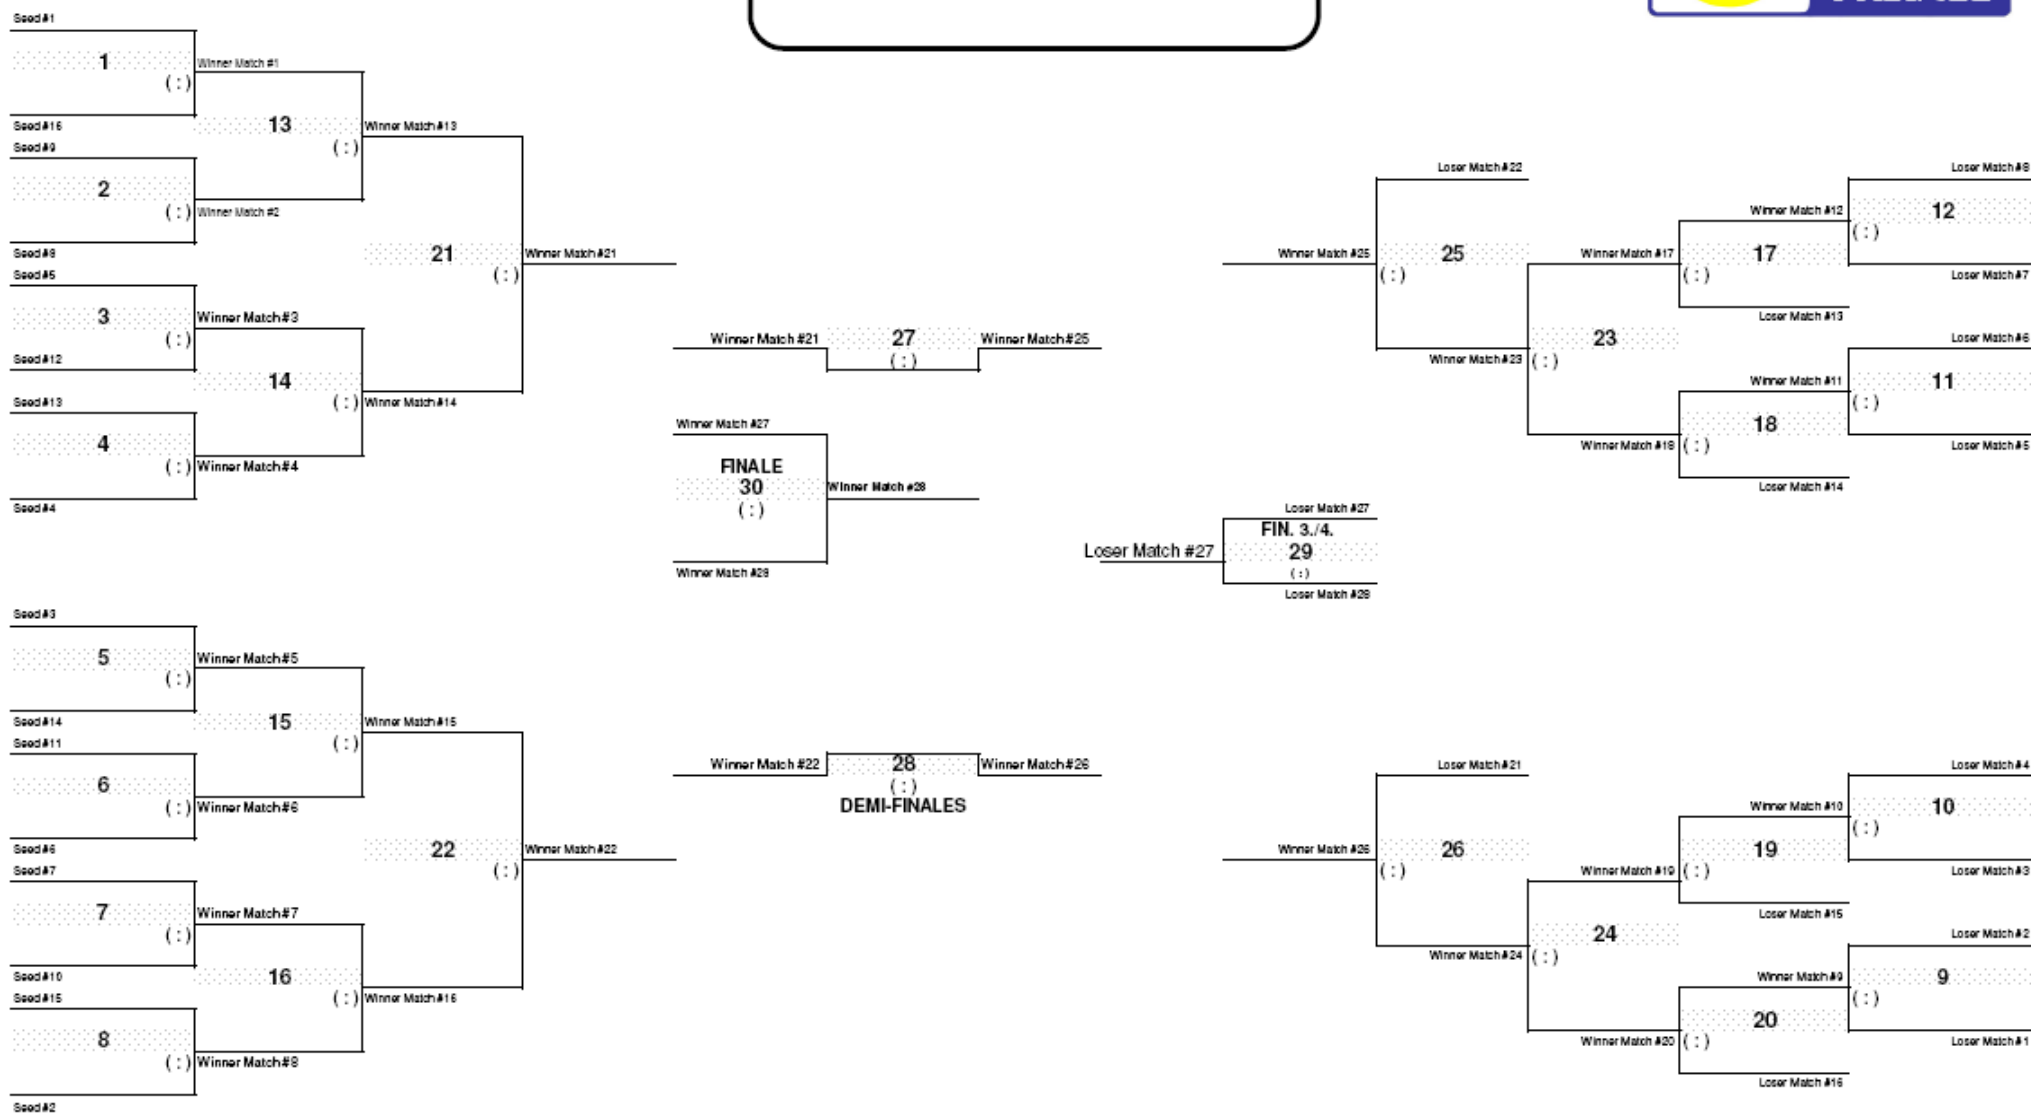 Seed #1
1
( : )
Winner Match #1
Seed #16
13
( : )
Winner Match #13
Seed #9
2
( : )
Winner Match #2
Seed #8
21
( : )
Winner Match #21
Seed #5
3
( : )
Winner Match #3
Seed #12
14
( : )
Winner Match #14
Seed #13
4
( : )
Winner Match #4
Seed #4
Winner Match #21
27
( : )
Winner Match #25
Winner Match #27
FINALE
30
( : )
Winner Match #28
Winner Match #28
Loser Match #27
Loser Match #27
FIN. 3./4.
29
( : )
Loser Match #28
Loser Match #22
Winner Match #25
25
( : )
Winner Match #23
Winner Match #17
23
( : )
Winner Match #18
Winner Match #12
17
( : )
Loser Match #13
Loser Match #8
12
( : )
Loser Match #7
Winner Match #11
18
( : )
Loser Match #14
Loser Match #6
11
( : )
Loser Match #5
Seed #3
5
( : )
Winner Match #5
Seed #14
15
( : )
Winner Match #15
Seed #11
6
( : )
Winner Match #6
Seed #6
22
( : )
Winner Match #22
Seed #7
7
( : )
Winner Match #7
Seed #10
16
( : )
Winner Match #16
Seed #15
8
( : )
Winner Match #8
Seed #2
Winner Match #22
28
( : )
Winner Match #26
DEMI-FINALES
Loser Match #21
Winner Match #26
26
( : )
Winner Match #24
Winner Match #19
24
( : )
Winner Match #20
Winner Match #10
19
( : )
Loser Match #15
Loser Match #4
10
( : )
Loser Match #3
Winner Match #9
20
( : )
Loser Match #16
Loser Match #2
9
( : )
Loser Match #1